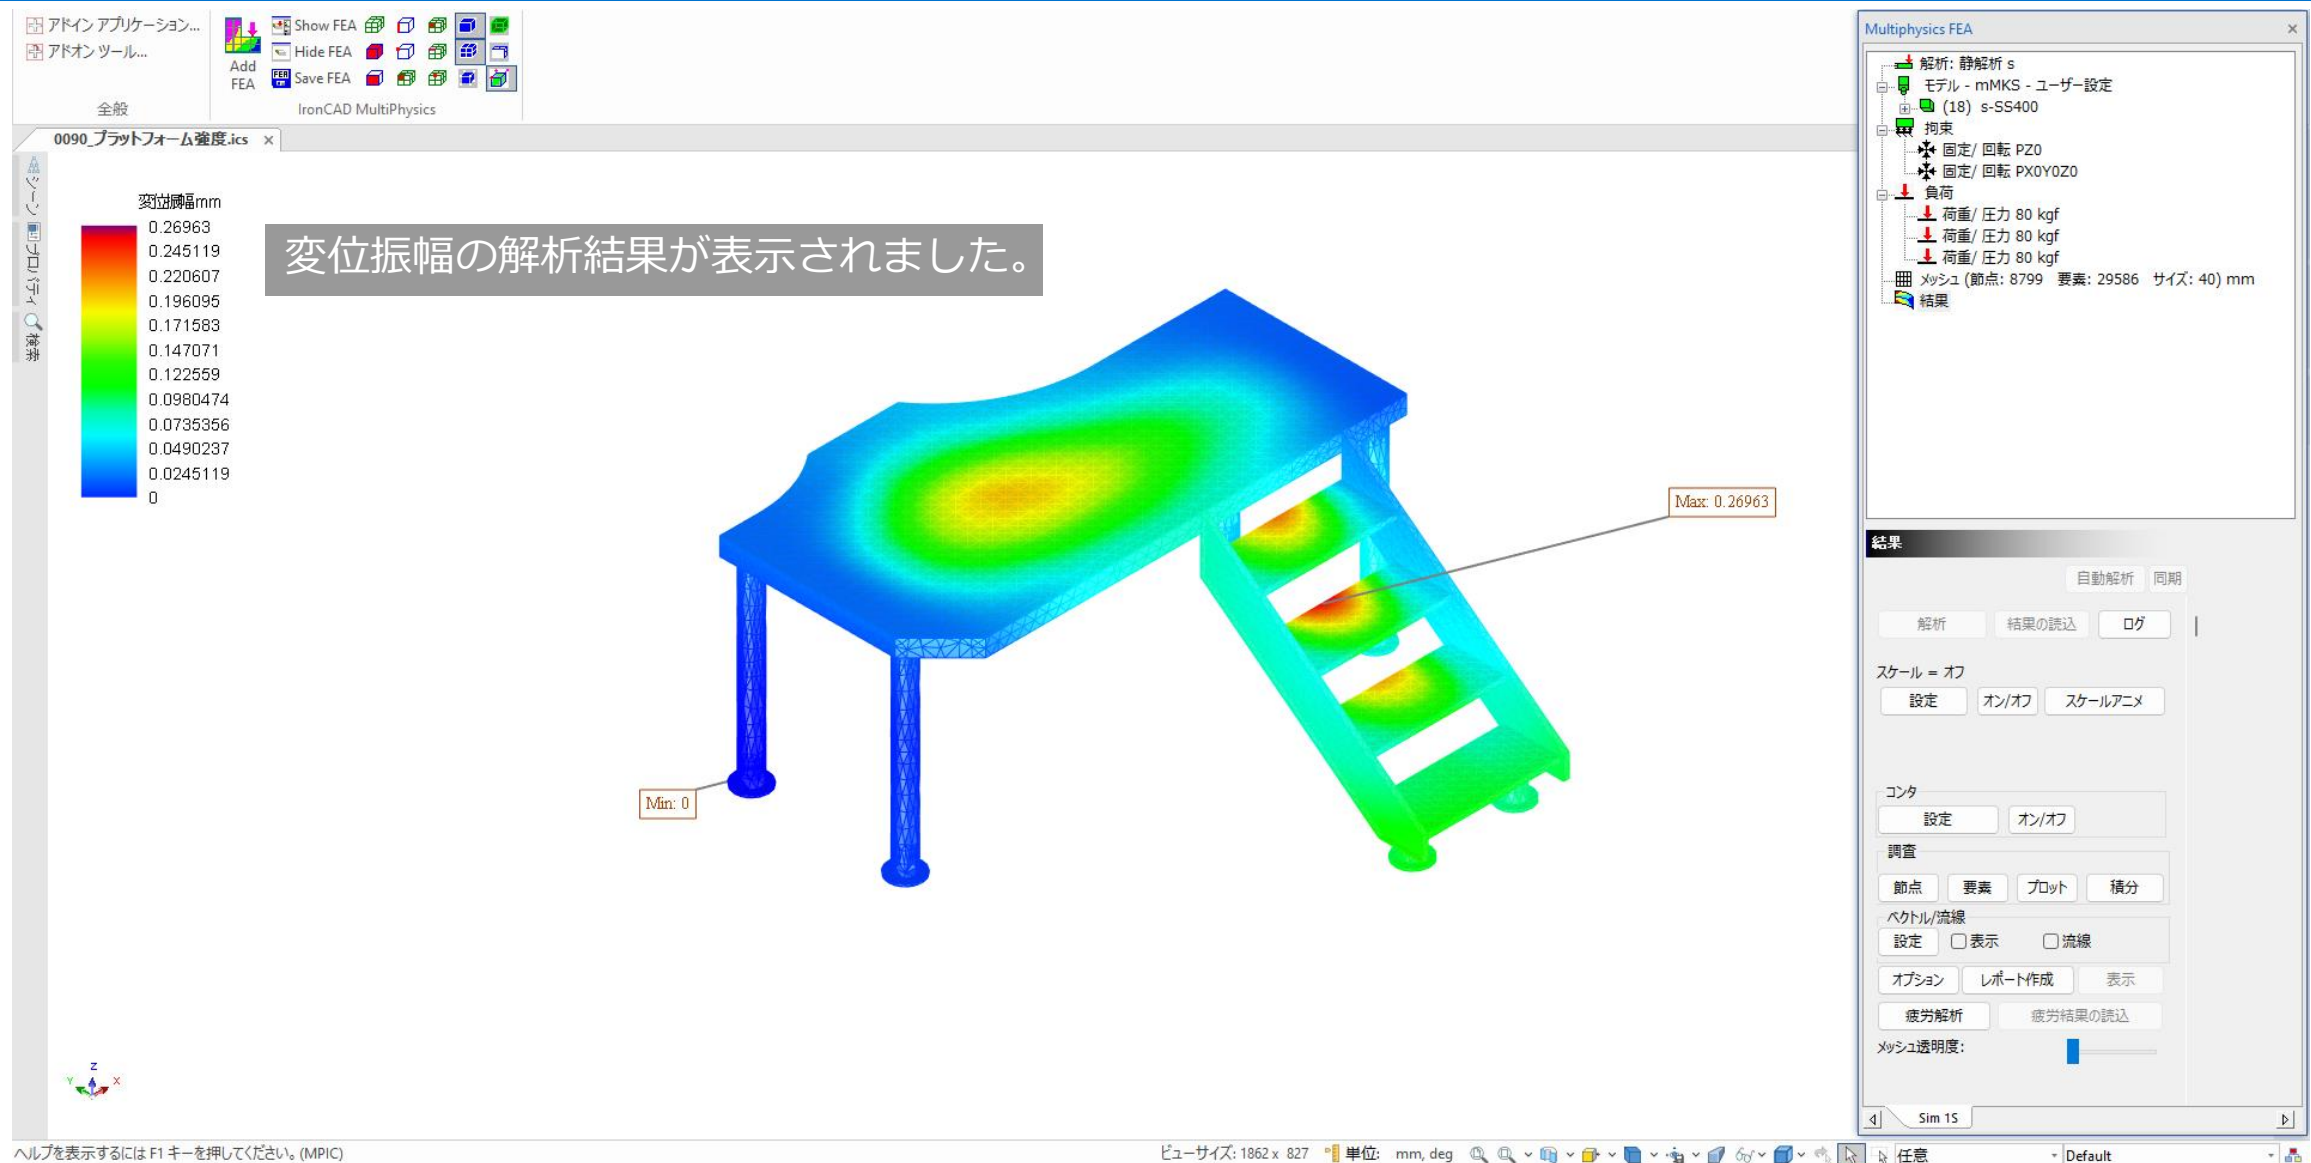 アドイン アプリケーション...
アドオン ツール...
全般
Add
FEA
Show FEA
Hide FEA
Save FEA
IronCAD MultiPhysics
0090_プラットフォーム強度.ics ×
シーン
プロパティ
検索
変位振幅mm
0.26963
0.245119
0.220607
0.196095
0.171583
0.147071
0.122559
0.0980474
0.0735356
0.0490237
0.0245119
0
変位振幅の解析結果が表示されました。
Max: 0.26963
Min: 0
Z
Y
X
Multiphysics FEA ×
解析: 静解析 s
モデル - mMKS - ユーザー設定
(18) s-SS400
拘束
固定/ 回転 PZ0
固定/ 回転 PX0Y0Z0
負荷
荷重/ 圧力 80 kgf
荷重/ 圧力 80 kgf
荷重/ 圧力 80 kgf
メッシュ (節点: 8799 要素: 29586 サイズ: 40) mm
結果
結果
自動解析 同期
解析 結果の読込 ログ
スケール = オフ
設定 オン/オフ スケールアニメ
コンタ
設定 オン/オフ
調査
節点 要素 プロット 積分
ベクトル/流線
設定 表示 流線
オプション レポート作成 表示
疲労解析 疲労結果の読込
メッシュ透明度:
Sim 1S
ヘルプを表示するには F1 キーを押してください。(MPIC)
ビューサイズ: 1862 x 827 単位: mm, deg 任意 Default